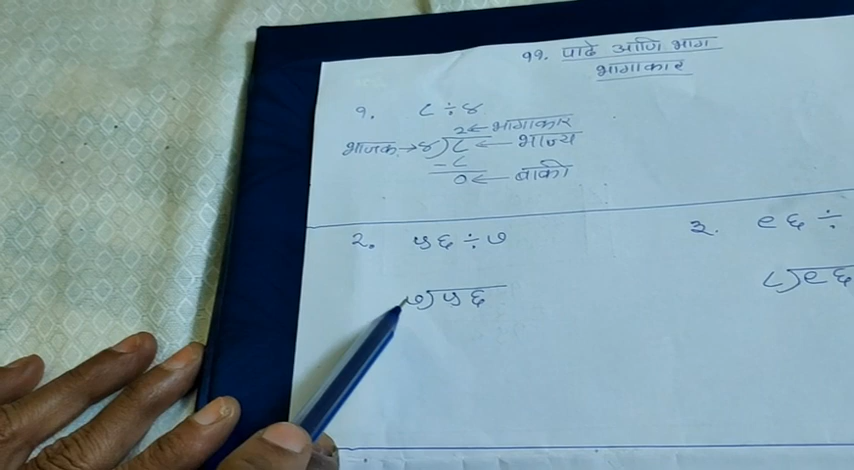 ११. पाढे आणि भाग
भागाकार
१. ८ ÷ ४
२ ← भागाकार
भाजक → ४) ८ ← भाज्य
- ८
० ← बाकी
२. ५६ ÷ ७
३. ९६ ÷
७) ५६
८) ९६